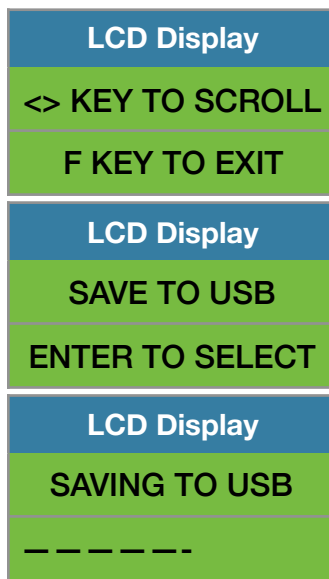 LCD Display
<> KEY TO SCROLL
F KEY TO EXIT
LCD Display
SAVE TO USB
ENTER TO SELECT
LCD Display
SAVING TO USB
— — — — — -